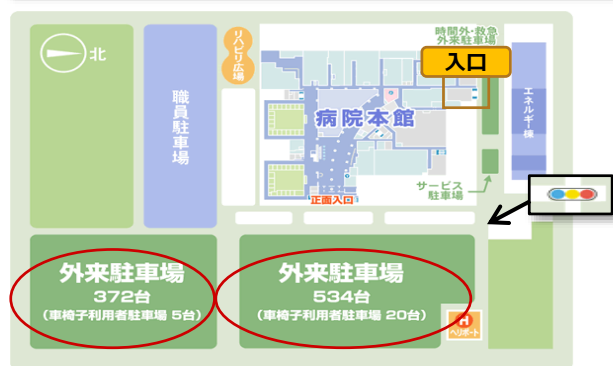 北
リハビリ広場
時間外・救急
外来駐車場
入口
職員駐車場
病院本館
エネルギー棟
サービス
駐車場
正面入口
外来駐車場
372台
(車椅子利用者駐車場 5台)
外来駐車場
534台
(車椅子利用者駐車場 20台)
H
ヘリポート